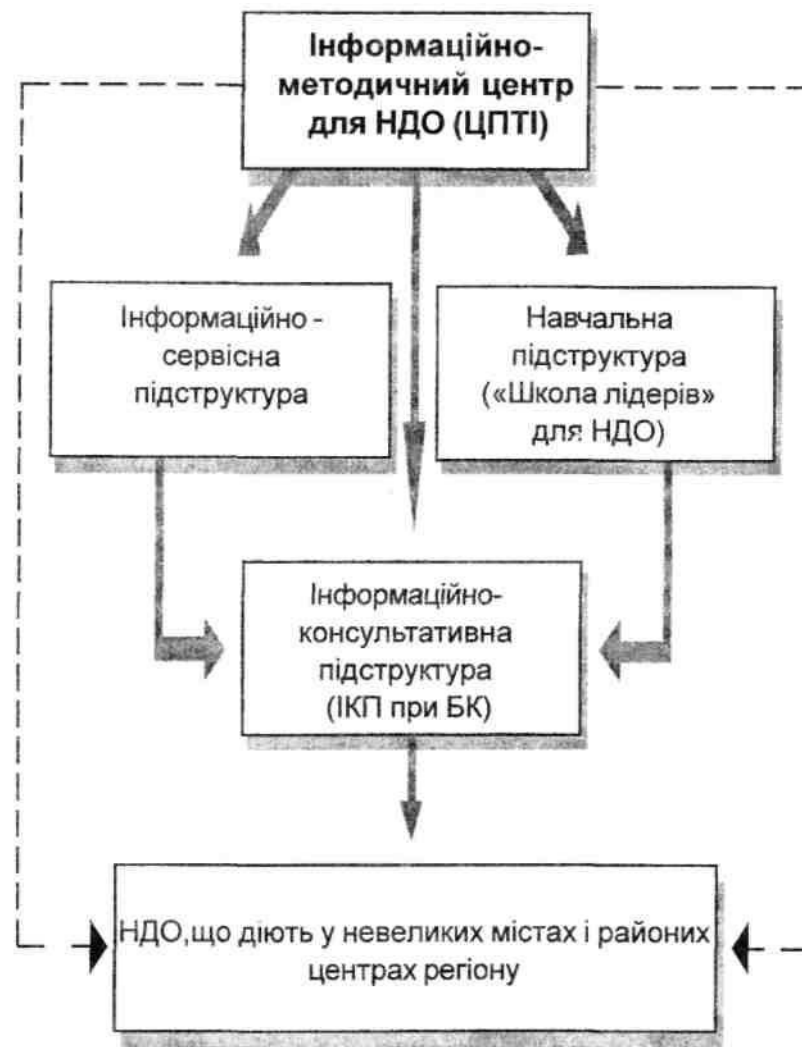 Інформаційно-
методичний центр
для НДО (ЦПТІ)
Інформаційно -
сервісна
підструктура
Навчальна
підструктура
(«Школа лідерів»
для НДО)
Інформаційно-
консультативна
підструктура
(ІКП при БК)
НДО,що діють у невеликих містах і районих
центрах регіону